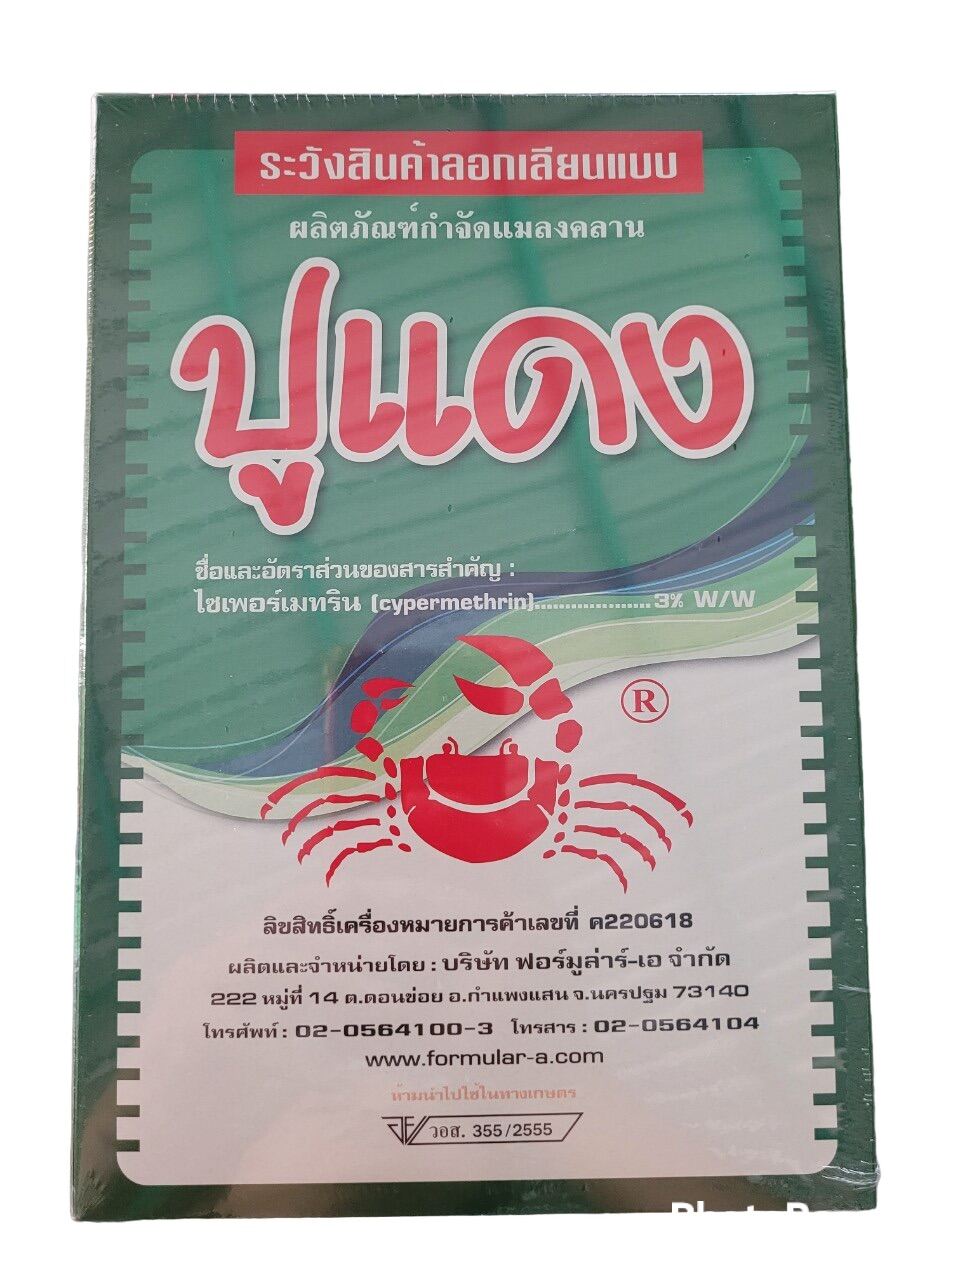 ระวังสินค้าลอกเลียนแบบ
ผลิตภัณฑ์กำจัดแมลงคลาน
ปูแดง
ชื่อและอัตราส่วนของสารสำคัญ :
ไซเพอร์เมทริน (cypermethrin)....................3% W/W
®
ลิขสิทธิ์เครื่องหมายการค้าเลขที่ ค220618
ผลิตและจำหน่ายโดย : บริษัท ฟอร์มูล่าร์-เอ จำกัด
222 หมู่ที่ 14 ต.ดอนข่อย อ.กำแพงแสน จ.นครปฐม 73140
โทรศัพท์ : 02-0564100-3 โทรสาร : 02-0564104
www.formular-a.com
ห้ามนำไปใช้ในทางเกษตร
วอส. 355/2555